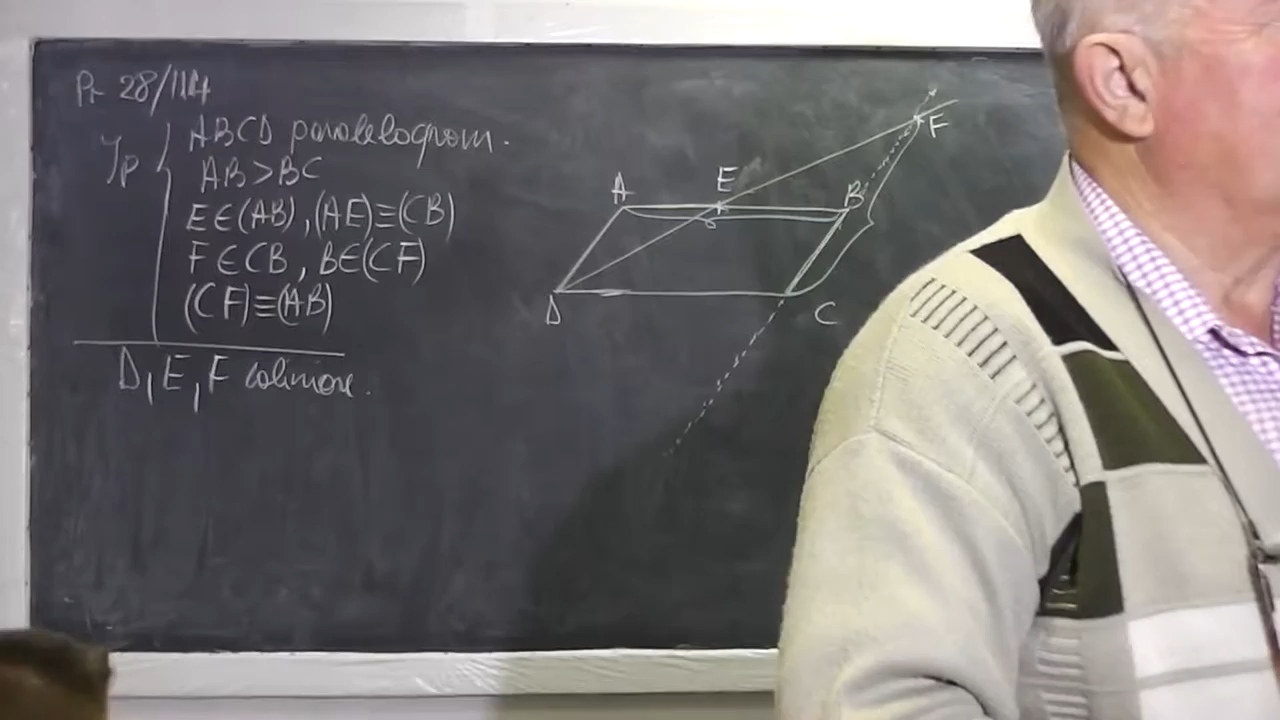 Pr 28/114
Ip
ABCD paralelogram.
AB>BC
E∈(AB), (AE)≡(CB)
F∈CB, B∈(CF)
(CF)≡(AB)
D, E, F coliniare.
F
A E B
D C